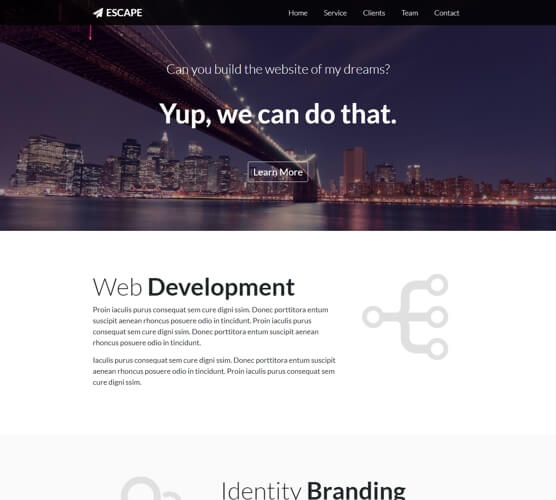 ESCAPE
Home Service Clients Team Contact
Can you build the website of my dreams?
Yup, we can do that.
Learn More
Web Development
Proin iaculis purus consequat sem cure digni ssim. Donec porttitora entum
suscipit aenean rhoncus posuere odio in tincidunt. Proin iaculis purus
consequat sem cure digni ssim. Donec porttitora entum suscipit aenean
rhoncus posuere odio in tincidunt.
Iaculis purus consequat sem cure digni ssim. Donec porttitora entum suscipit
aenean rhoncus posuere odio in tincidunt. Proin iaculis purus consequat sem
cure digni ssim.
Identity Branding